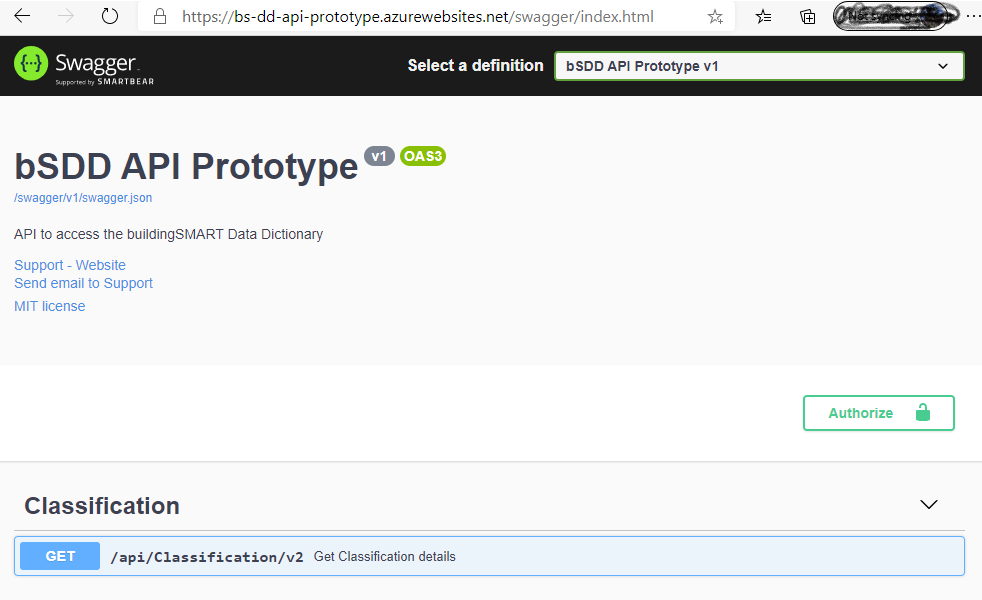 https://bs-dd-api-prototype.azurewebsites.net/swagger/index.html
Swagger
Supported by SMARTBEAR
Select a definition
bSDD API Prototype v1
bSDD API Prototype v1 OAS3
/swagger/v1/swagger.json
API to access the buildingSMART Data Dictionary
Support - Website
Send email to Support
MIT license
Authorize
Classification
GET /api/Classification/v2 Get Classification details